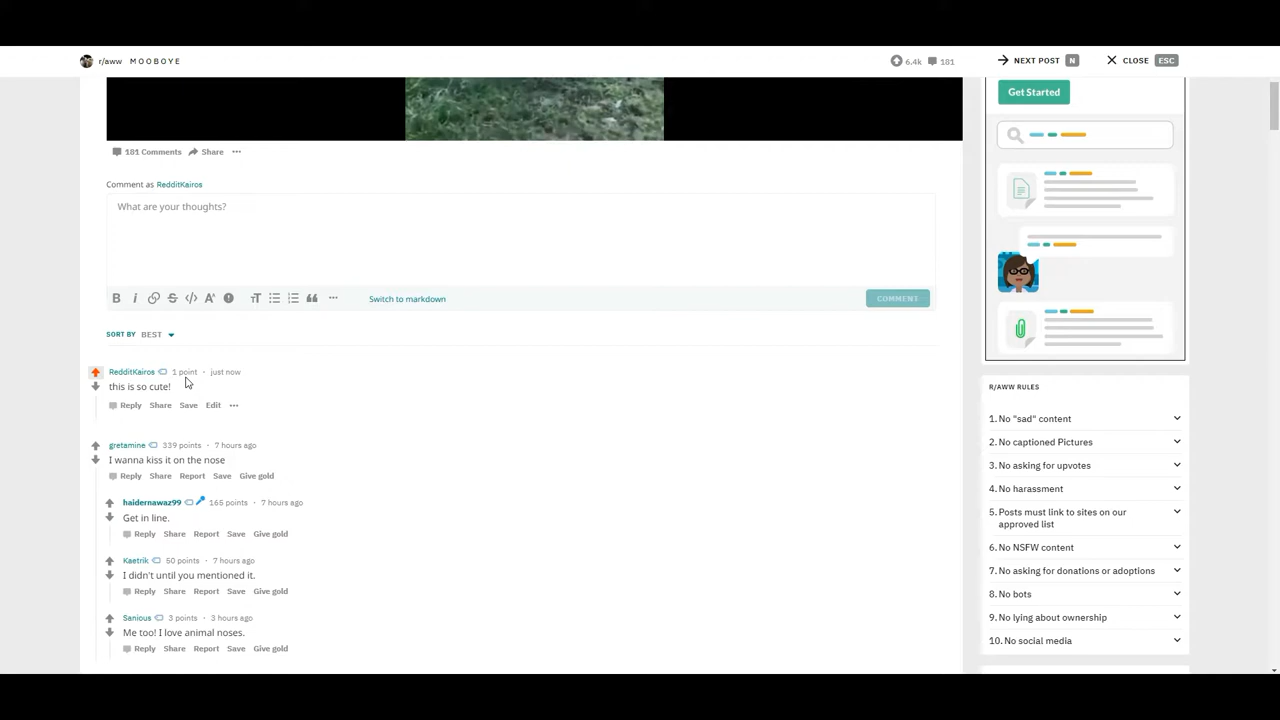 r/aww MOOBOYE 6.4k 181 NEXT POST N CLOSE ESC
Get Started
181 Comments Share
Comment as RedditKairos
What are your thoughts?
Switch to markdown COMMENT
SORT BY BEST
RedditKairos 1 point · just now
this is so cute!
Reply Share Save Edit
gretamine 339 points · 7 hours ago
I wanna kiss it on the nose
Reply Share Report Save Give gold
haidernawaz99 165 points · 7 hours ago
Get in line.
Reply Share Report Save Give gold
Kaetrik 50 points · 7 hours ago
I didn't until you mentioned it.
Reply Share Report Save Give gold
Sanious 3 points · 3 hours ago
Me too! I love animal noses.
Reply Share Report Save Give gold
R/AWW RULES
1. No "sad" content
2. No captioned Pictures
3. No asking for upvotes
4. No harassment
5. Posts must link to sites on our
approved list
6. No NSFW content
7. No asking for donations or adoptions
8. No bots
9. No lying about ownership
10. No social media